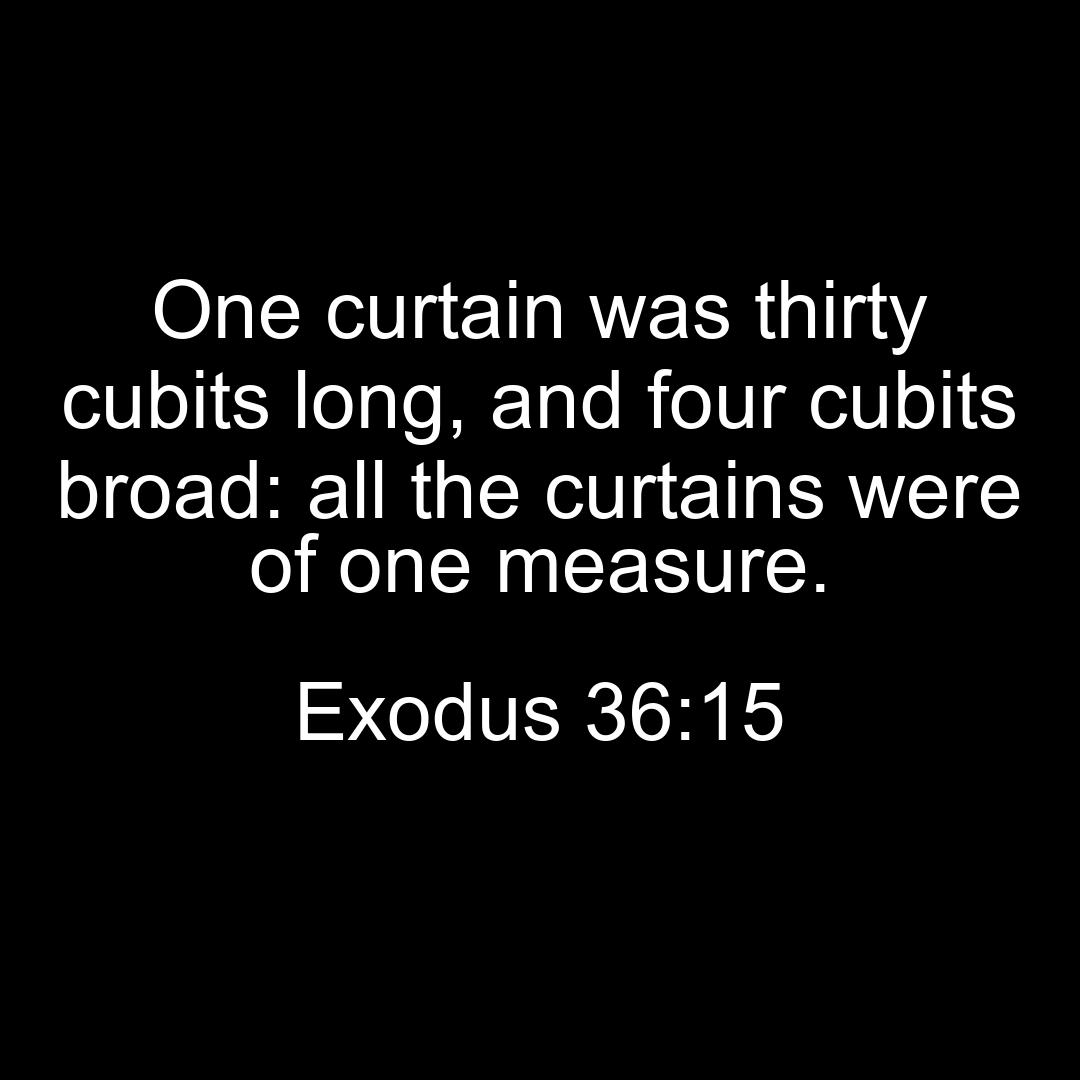 One curtain was thirty
cubits long, and four cubits
broad: all the curtains were
of one measure.
Exodus 36:15